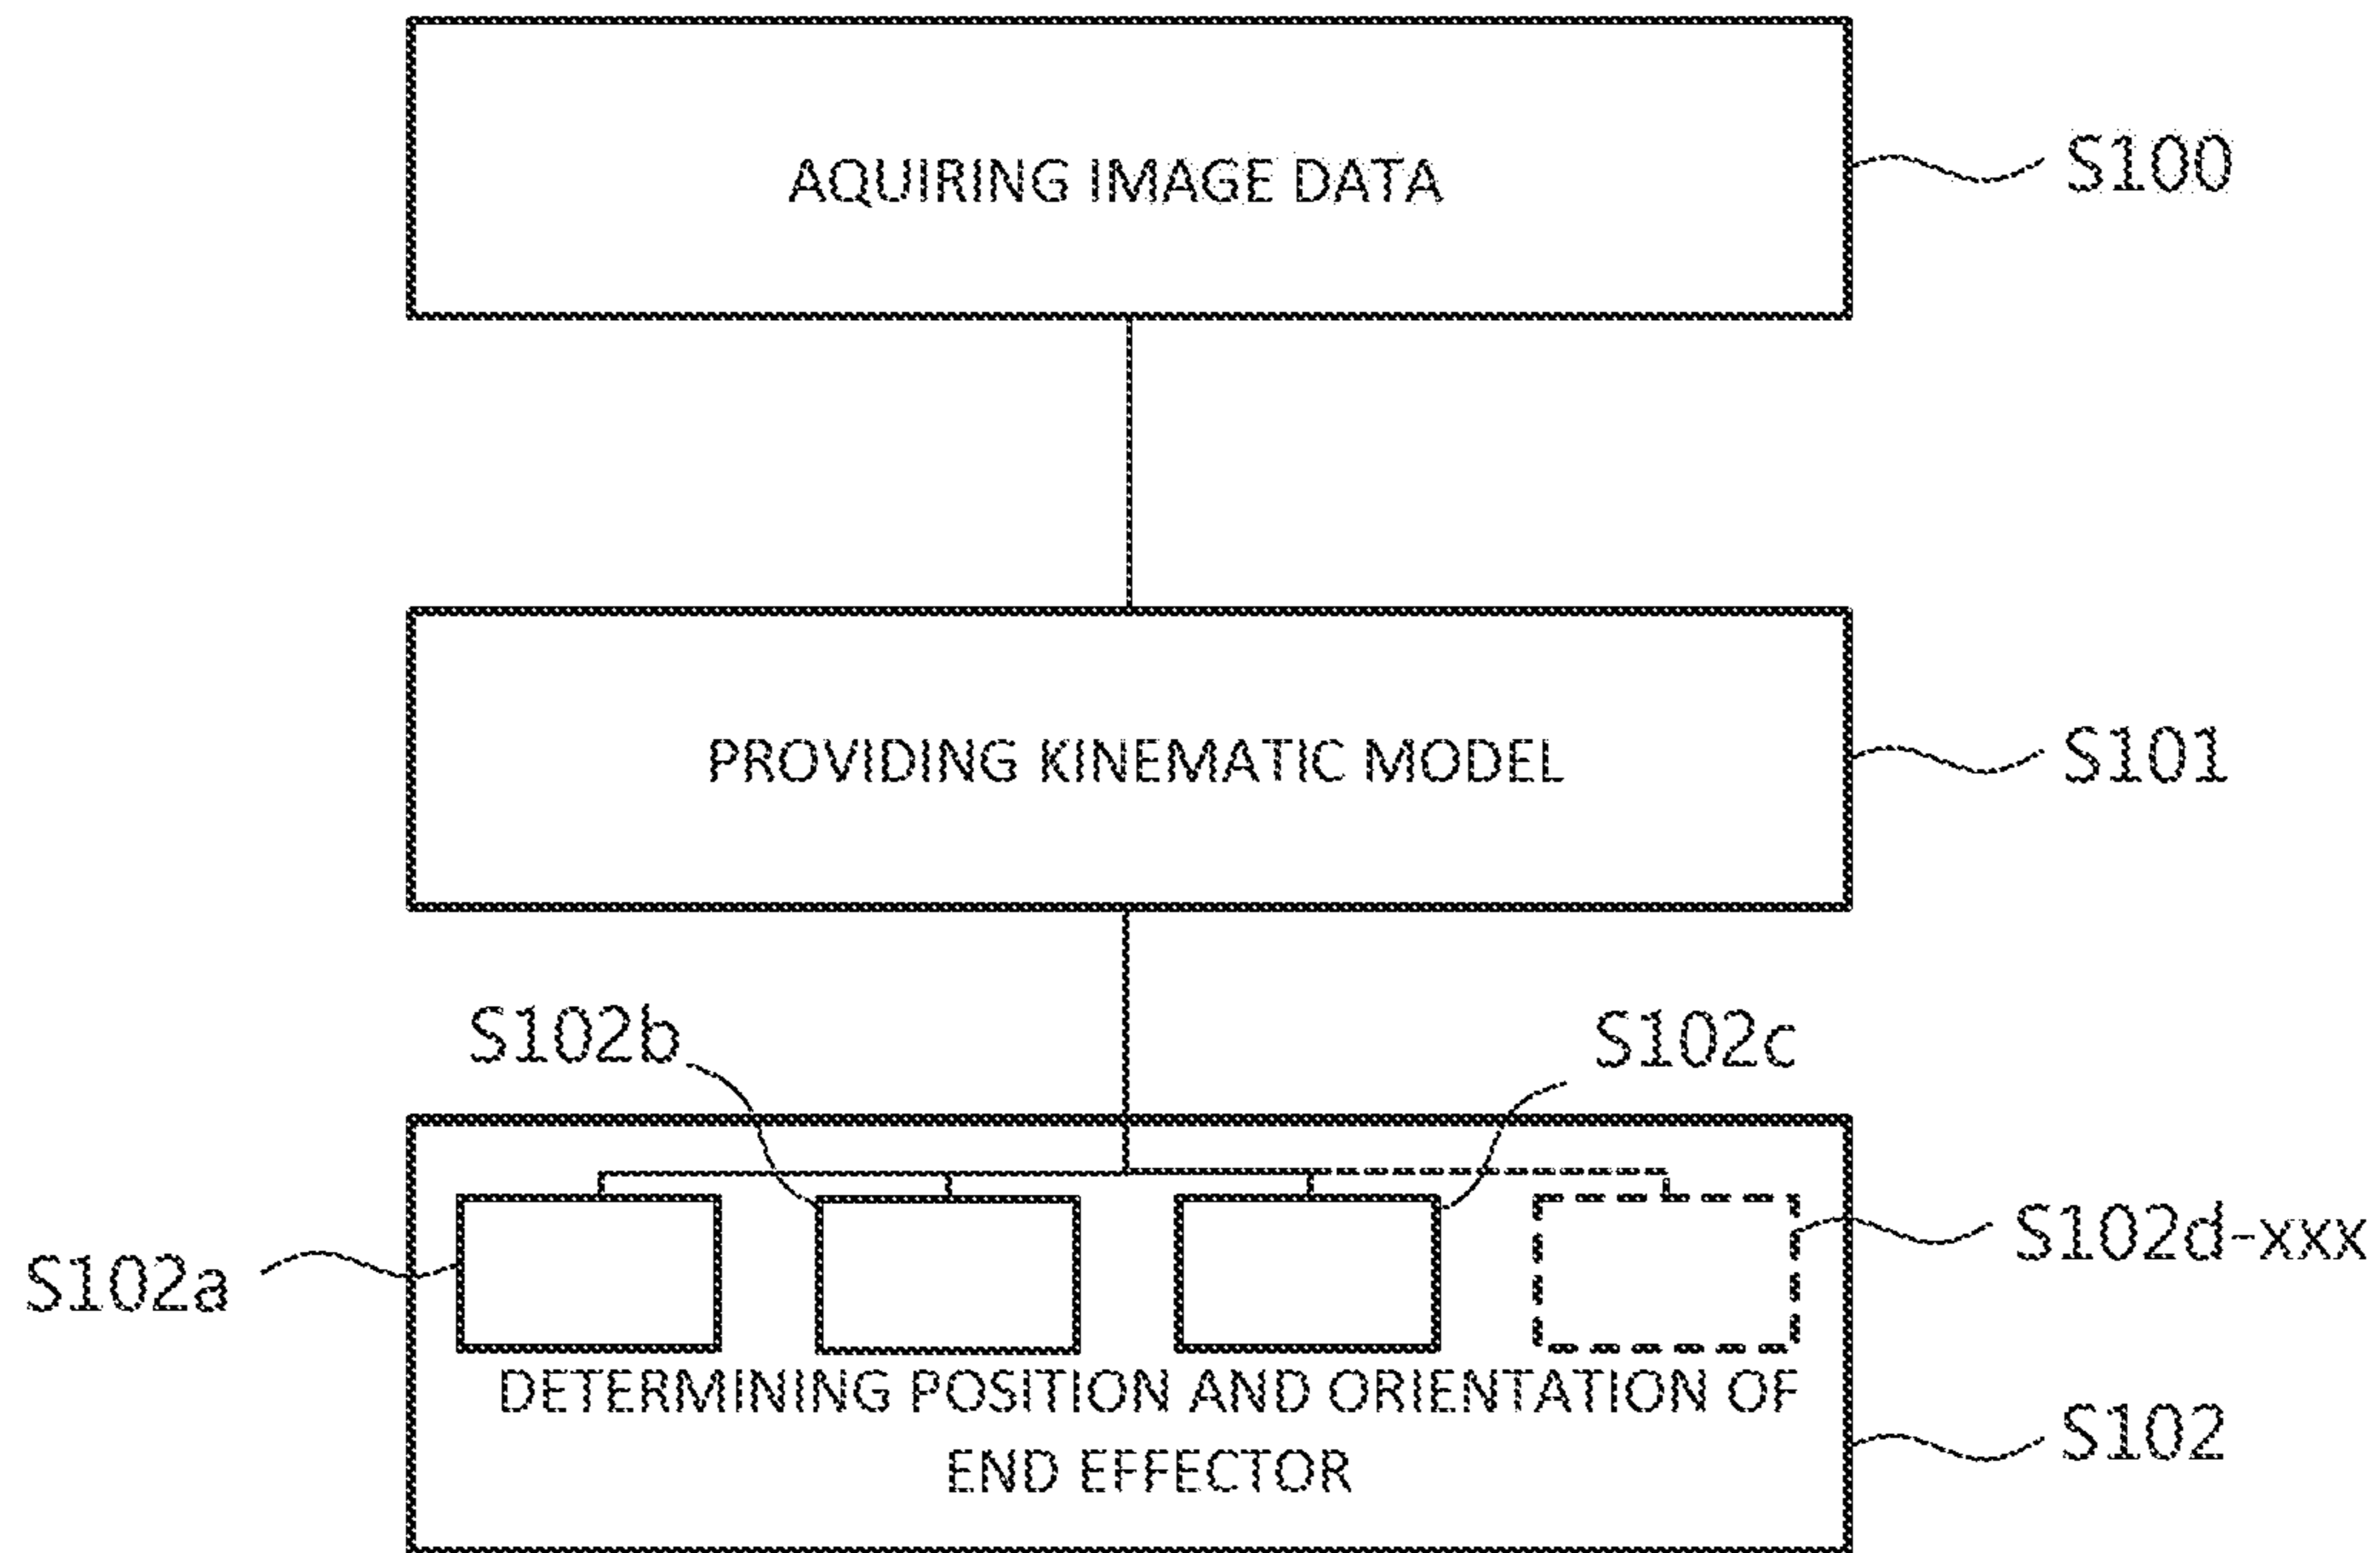 AQUIRING IMAGE DATA
S100
PROVIDING KINEMATIC MODEL
S101
S102b
S102c
S102a
S102d-xxx
DETERMINING POSITION AND ORIENTATION OF
END EFFECTOR
S102